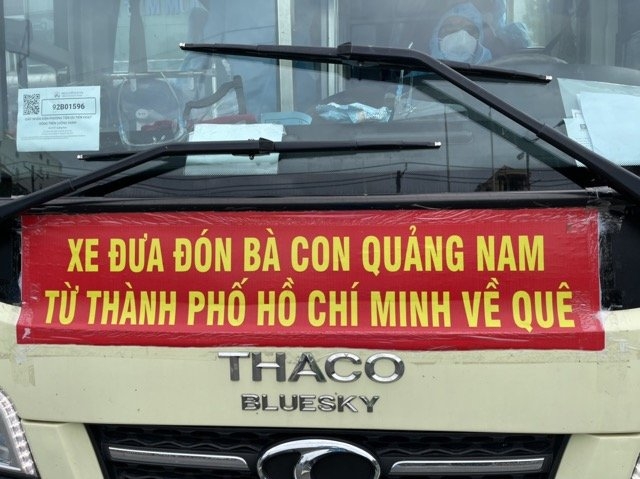 92B01596
XE ĐƯA ĐÓN BÀ CON QUẢNG NAM
TỪ THÀNH PHỐ HỒ CHÍ MINH VỀ QUÊ
THACO
BLUESKY